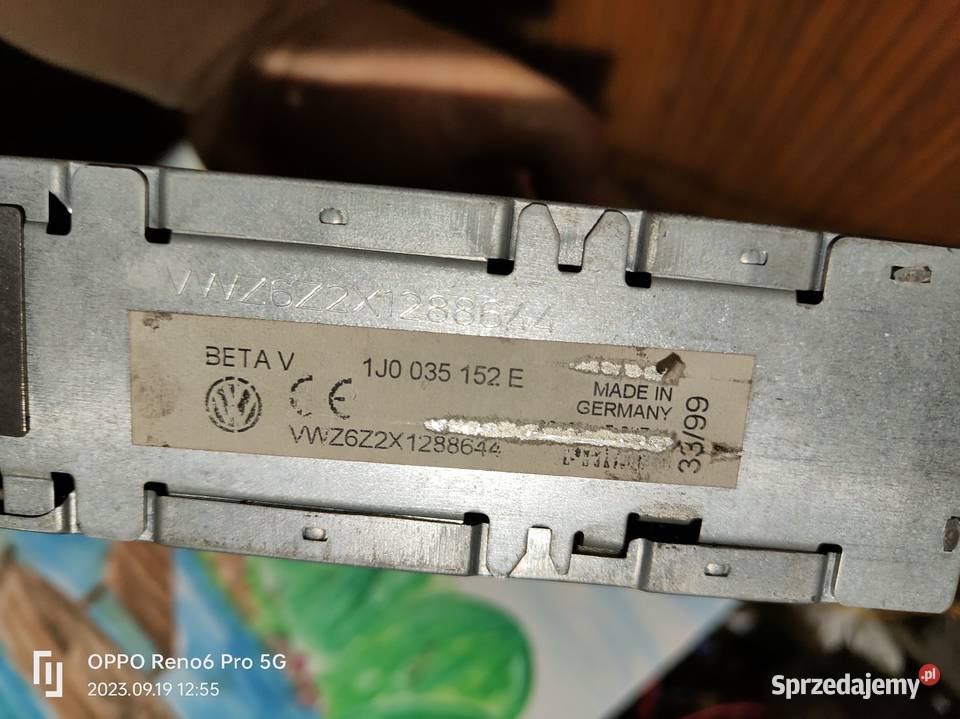 VWZ6Z2X1288644
BETA V
1J0 035 152 E
MADE IN
GERMANY
CE
VWZ6Z2X1288644
33/99
OPPO Reno6 Pro 5G
2023.09.19 12:55
Sprzedajemy.pl